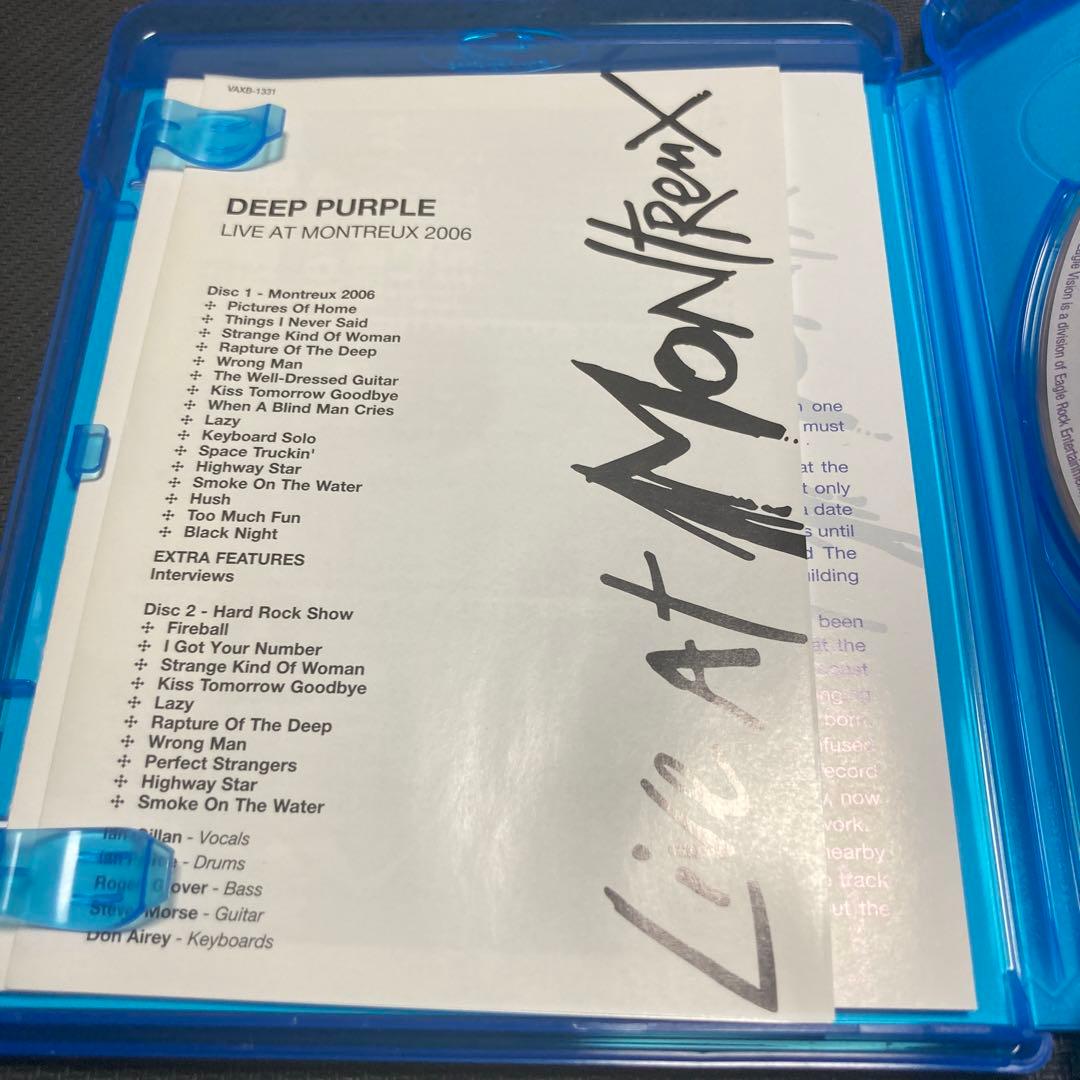 VAXB-1331
DEEP PURPLE
LIVE AT MONTREUX 2006
Disc 1 - Montreux 2006
Pictures Of Home
Things I Never Said
Strange Kind Of Woman
Rapture Of The Deep
Wrong Man
The Well-Dressed Guitar
Kiss Tomorrow Goodbye
When A Blind Man Cries
Lazy
Keyboard Solo
Space Truckin'
Highway Star
Smoke On The Water
Hush
Too Much Fun
Black Night
EXTRA FEATURES
Interviews
Disc 2 - Hard Rock Show
Fireball
I Got Your Number
Strange Kind Of Woman
Kiss Tomorrow Goodbye
Lazy
Rapture Of The Deep
Wrong Man
Perfect Strangers
Highway Star
Smoke On The Water
Ian Gillan - Vocals
- Drums
Roger Glover - Bass
Steve Morse - Guitar
Don Airey - Keyboards
Live At Montreux
one
must
at the
only
date
until
The
been
at the
born.
now
work.
nearby
track
the
Eagle Vision is a division of Eagle Rock Entertainment